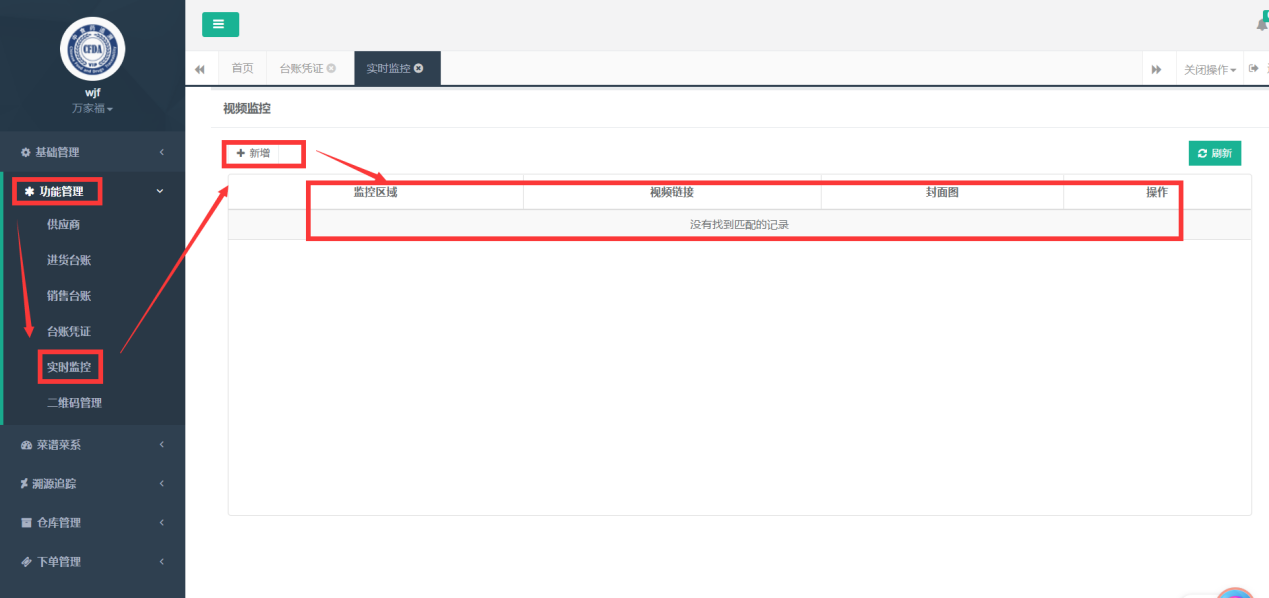 CFDA
wjf
万家福
基础管理
功能管理
供应商
进货台账
销售台账
台账凭证
实时监控
二维码管理
菜谱菜系
溯源追踪
仓库管理
下单管理
首页
台账凭证
实时监控
关闭操作
视频监控
新增
刷新
监控区域 视频链接 封面图 操作
没有找到匹配的记录